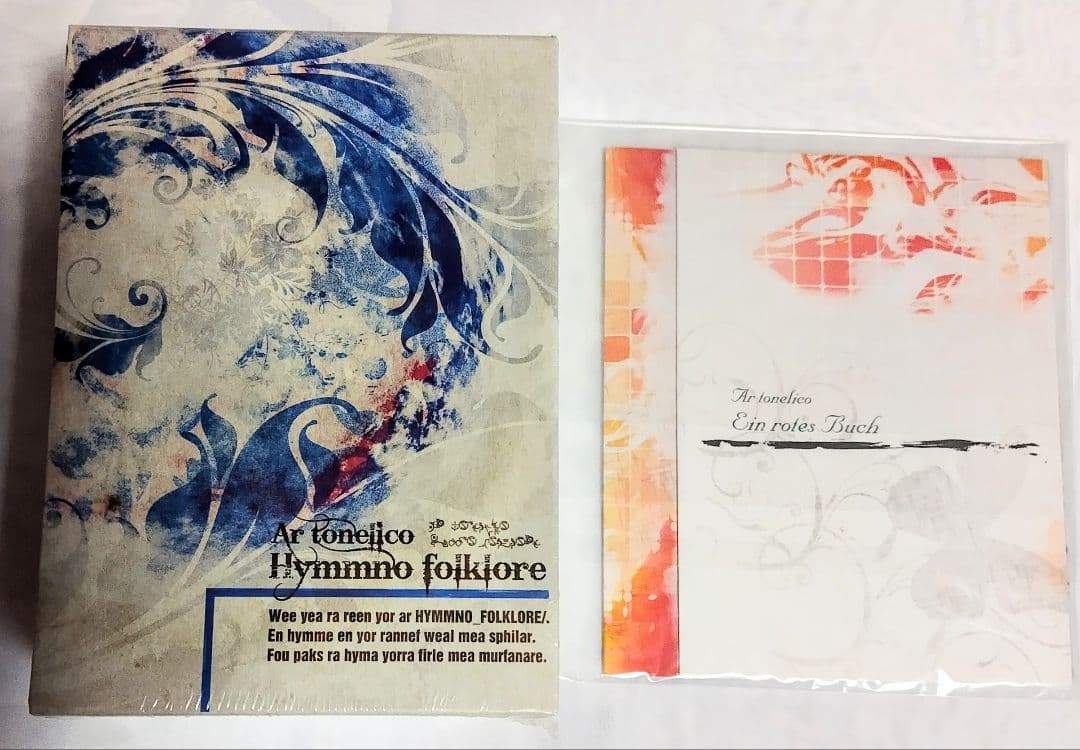 Ar tonelico
Hymmno folklore
Wee yea ra reen yor ar HYMMNO_FOLKLORE/.
En hymme en yor rannef weal mea sphilar.
Fou paks ra hyma yorra firle mea murfanare.
Ar tonelico
Ein rotes Buch